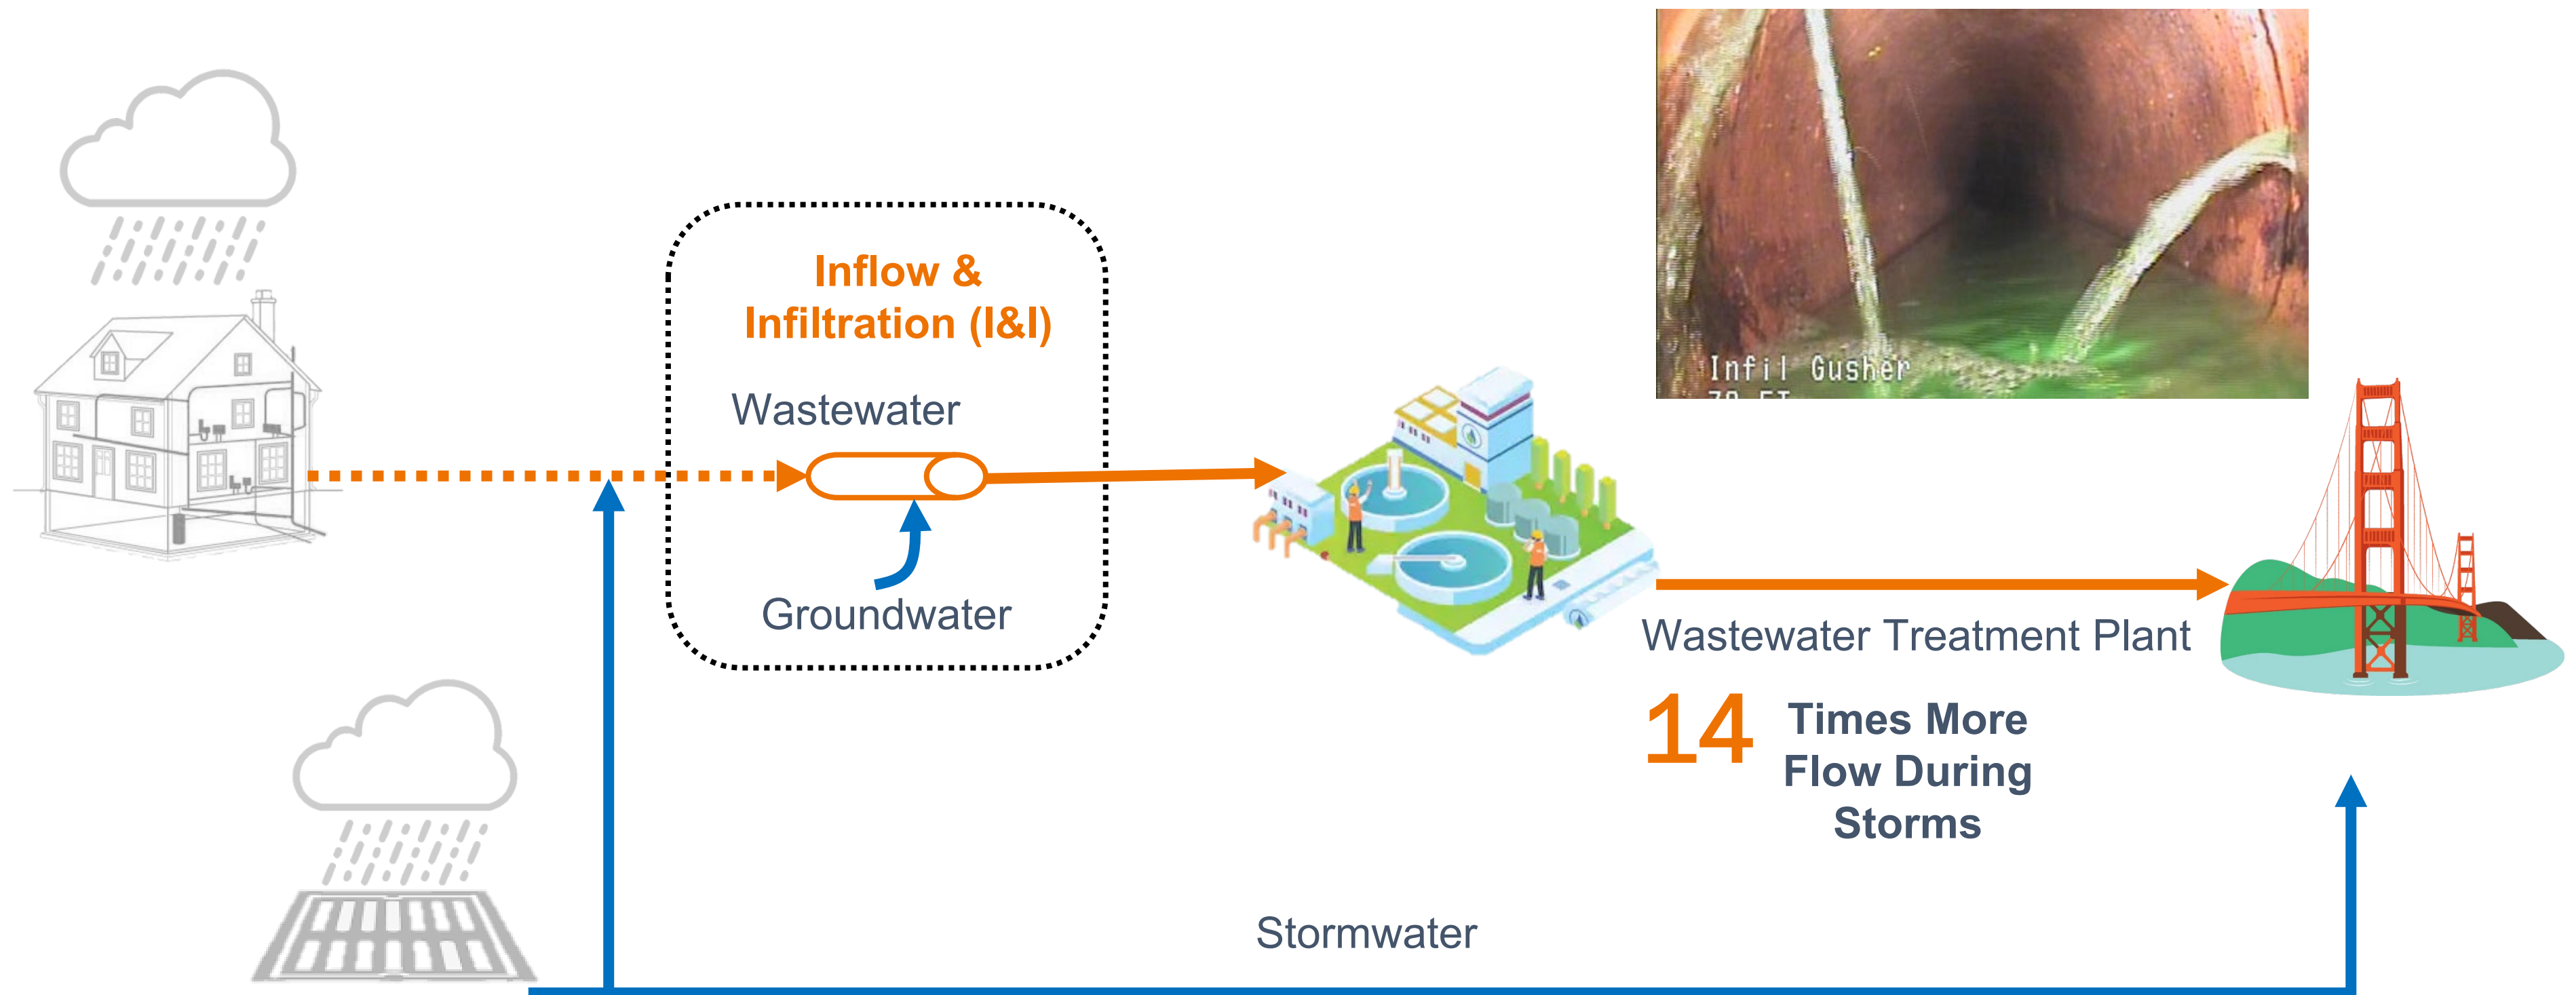 Infil Gusher
Inflow &
Infiltration (I&I)
Wastewater
Groundwater
Wastewater Treatment Plant
14
Times More
Flow During
Storms
Stormwater